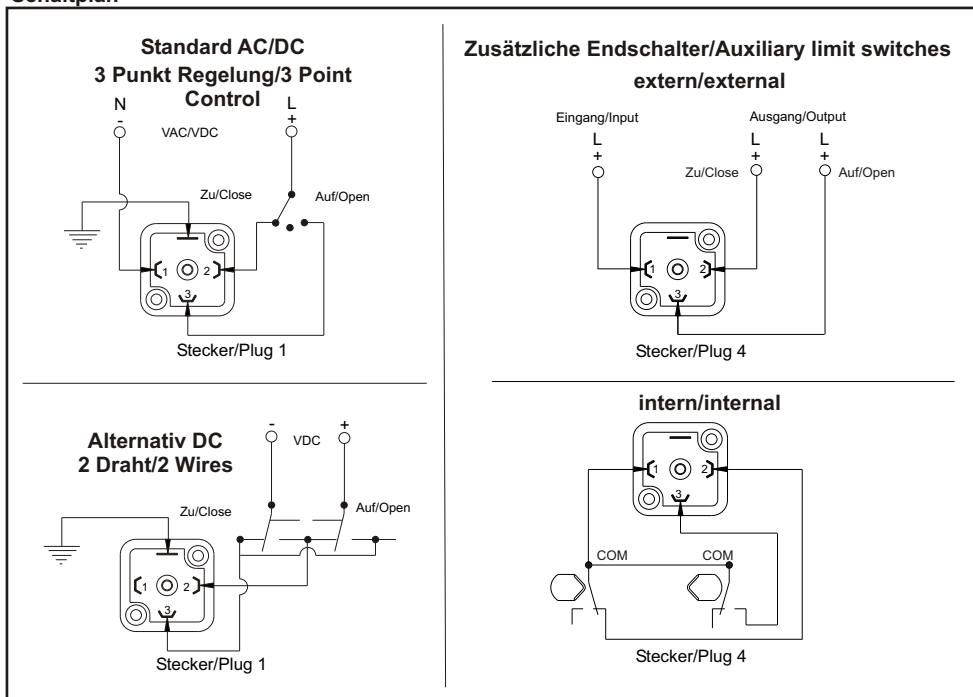 Standard AC/DC
3 Punkt Regelung/3 Point
Control
N
-
L
+
VAC/VDC
Zu/Close
Auf/Open
1
2
3
Stecker/Plug 1
Zusätzliche Endschalter/Auxiliary limit switches
extern/external
Eingang/Input
L
+
Ausgang/Output
L
+
L
+
Zu/Close
Auf/Open
1
2
3
Stecker/Plug 4
Alternativ DC
2 Draht/2 Wires
-
VDC
+
Zu/Close
Auf/Open
1
2
3
Stecker/Plug 1
intern/internal
1
2
3
COM
COM
Stecker/Plug 4